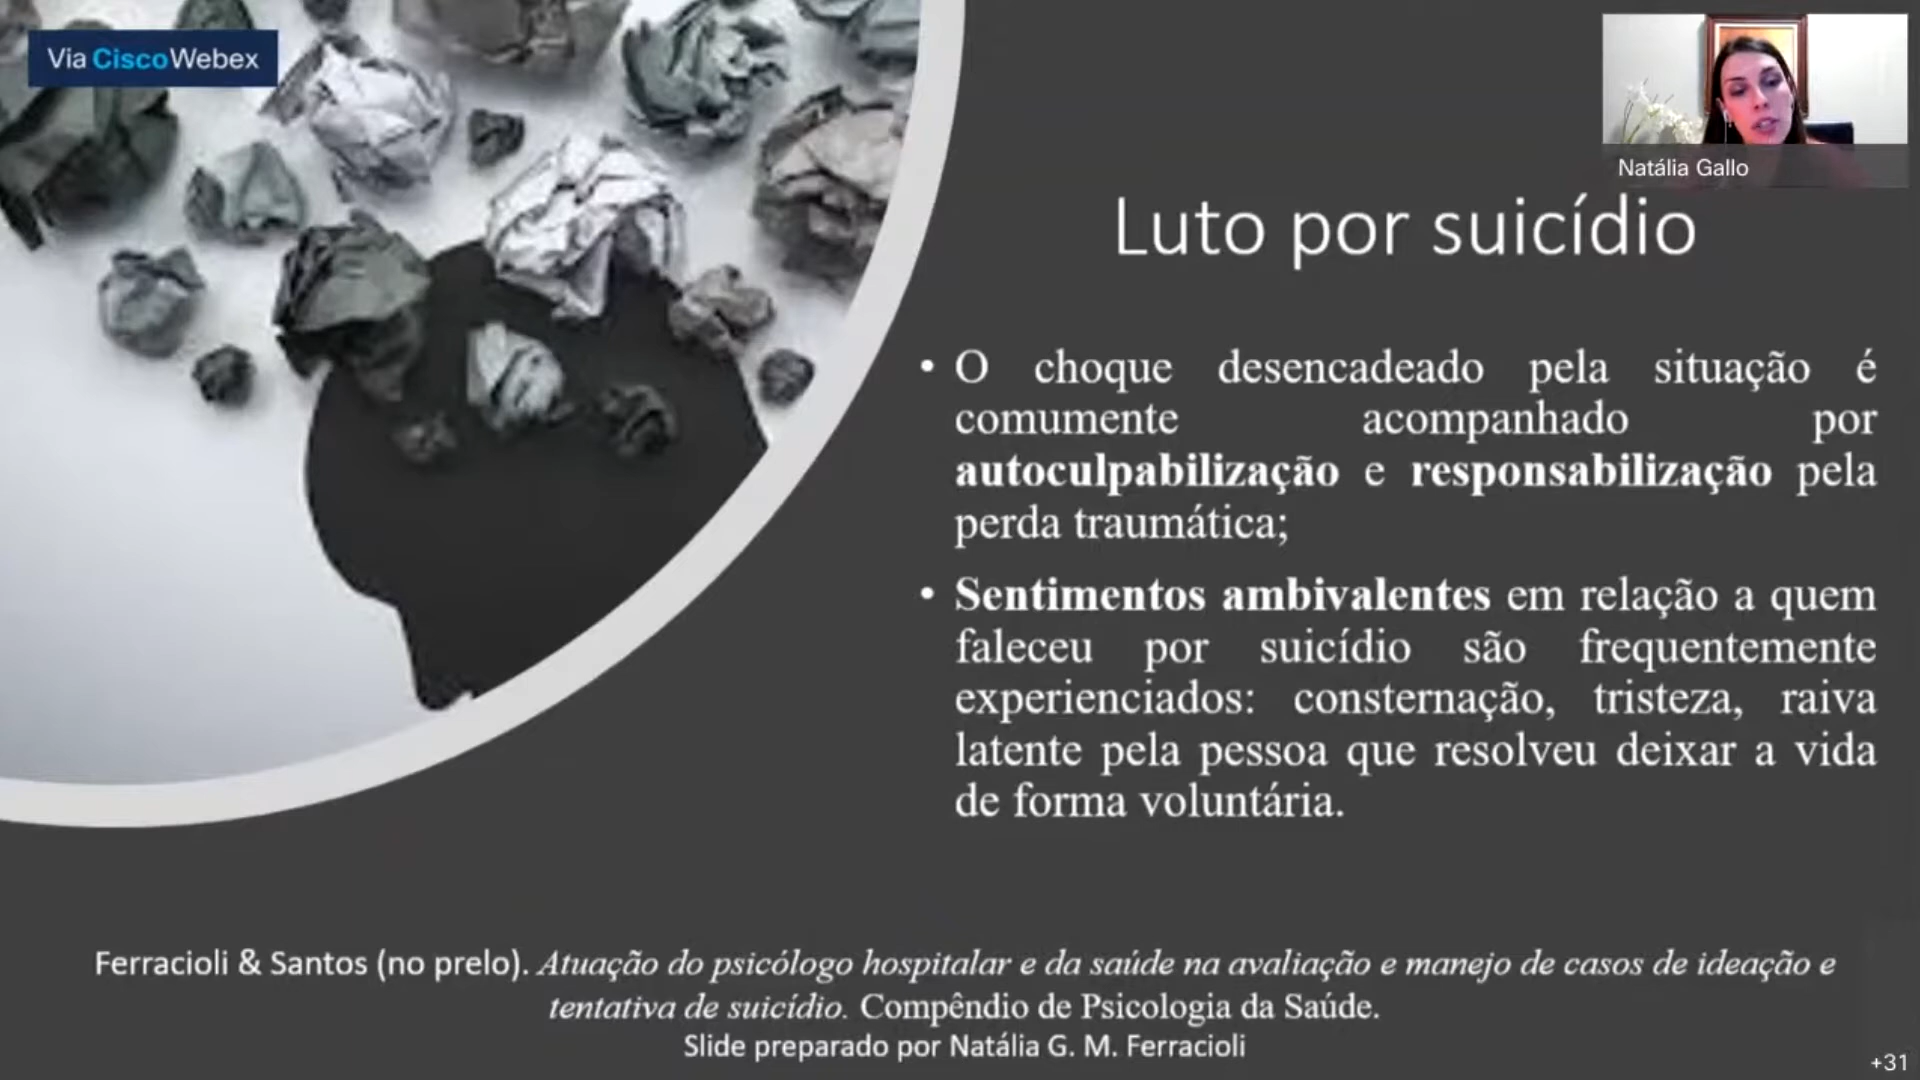 Via CiscoWebex
Natália Gallo
Luto por suicídio
• O choque desencadeado pela situação é
comumente acompanhado por
autoculpabilização e responsabilização pela
perda traumática;
• Sentimentos ambivalentes em relação a quem
faleceu por suicídio são frequentemente
experienciados: consternação, tristeza, raiva
latente pela pessoa que resolveu deixar a vida
de forma voluntária.
Ferracioli & Santos (no prelo). Atuação do psicólogo hospitalar e da saúde na avaliação e manejo de casos de ideação e
tentativa de suicídio. Compêndio de Psicologia da Saúde.
Slide preparado por Natália G. M. Ferracioli
+31